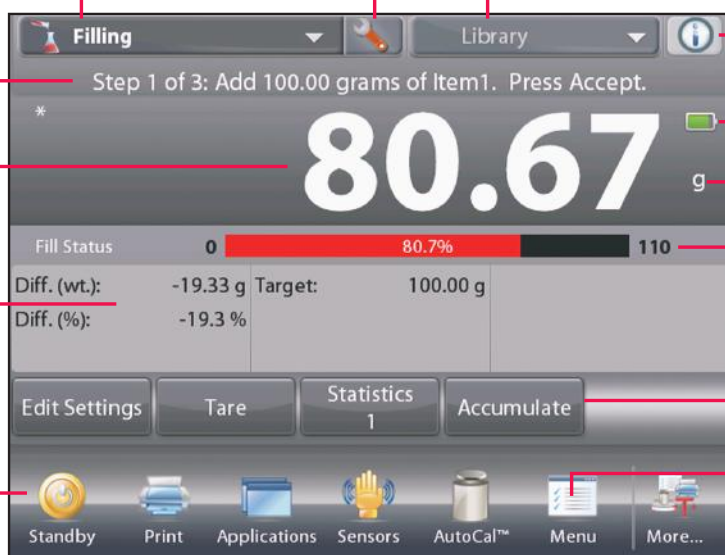 Filling
Library
Step 1 of 3: Add 100.00 grams of Item1. Press Accept.
*
80.67
g
Fill Status 0 80.7% 110
Diff. (wt.): -19.33 g Target: 100.00 g
Diff. (%): -19.3 %
Edit Settings Tare Statistics 1 Accumulate
Standby Print Applications Sensors AutoCal™ Menu More...